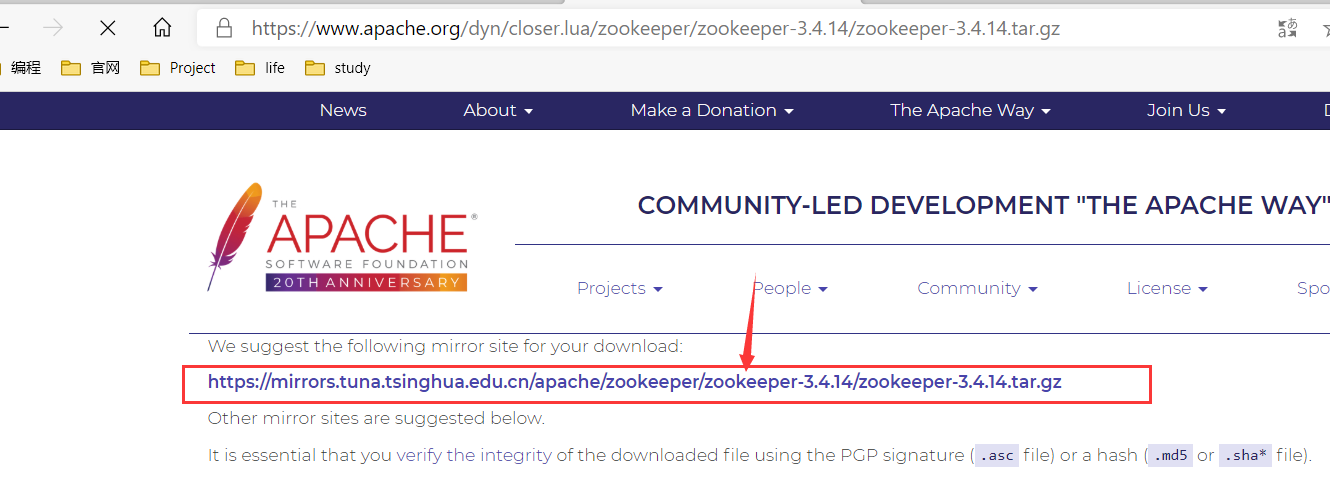 https://www.apache.org/dyn/closer.lua/zookeeper/zookeeper-3.4.14/zookeeper-3.4.14.tar.gz
编程 官网 Project life study
News About Make a Donation The Apache Way Join Us
THE
APACHE®
SOFTWARE FOUNDATION
20TH ANNIVERSARY
COMMUNITY-LED DEVELOPMENT "THE APACHE WAY"
Projects People Community License Spo
We suggest the following mirror site for your download:
https://mirrors.tuna.tsinghua.edu.cn/apache/zookeeper/zookeeper-3.4.14/zookeeper-3.4.14.tar.gz
Other mirror sites are suggested below.
It is essential that you verify the integrity of the downloaded file using the PGP signature (.asc file) or a hash (.md5 or .sha* file).